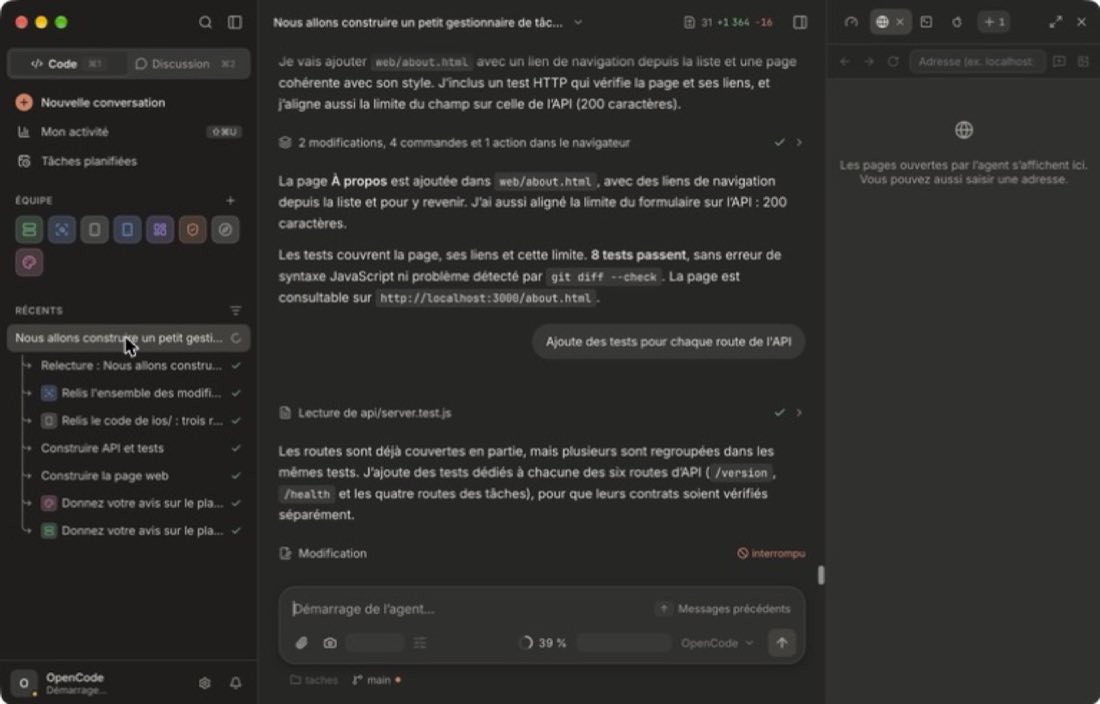 Nous allons construire un petit gestionnaire de tâc...
31 +1 364 -16
+ 1
</> Code ⌘1
Discussion ⌘2
Adresse (ex. localhost:
Nouvelle conversation
Mon activité ⇧⌘U
Tâches planifiées
ÉQUIPE +
RÉCENTS
Nous allons construire un petit gesti...
Relecture : Nous allons constru...
Relis l'ensemble des modifi...
Relis le code de ios/ : trois r...
Construire API et tests
Construire la page web
Donnez votre avis sur le pla...
Donnez votre avis sur le pla...
O OpenCode
Démarrage...
Je vais ajouter web/about.html avec un lien de navigation depuis la liste et une page
cohérente avec son style. J'inclus un test HTTP qui vérifie la page et ses liens, et
j'aligne aussi la limite du champ sur celle de l'API (200 caractères).
2 modifications, 4 commandes et 1 action dans le navigateur
La page À propos est ajoutée dans web/about.html, avec des liens de navigation
depuis la liste et pour y revenir. J'ai aussi aligné la limite du formulaire sur l'API : 200
caractères.
Les tests couvrent la page, ses liens et cette limite. 8 tests passent, sans erreur de
syntaxe JavaScript ni problème détecté par git diff --check. La page est
consultable sur http://localhost:3000/about.html.
Ajoute des tests pour chaque route de l'API
Lecture de api/server.test.js
Les routes sont déjà couvertes en partie, mais plusieurs sont regroupées dans les
mêmes tests. J'ajoute des tests dédiés à chacune des six routes d'API ( /version,
/health et les quatre routes des tâches), pour que leurs contrats soient vérifiés
séparément.
Modification interrompu
Démarrage de l'agent... ↑ Messages précédents
39 % OpenCode
taches main
Les pages ouvertes par l'agent s'affichent ici.
Vous pouvez aussi saisir une adresse.